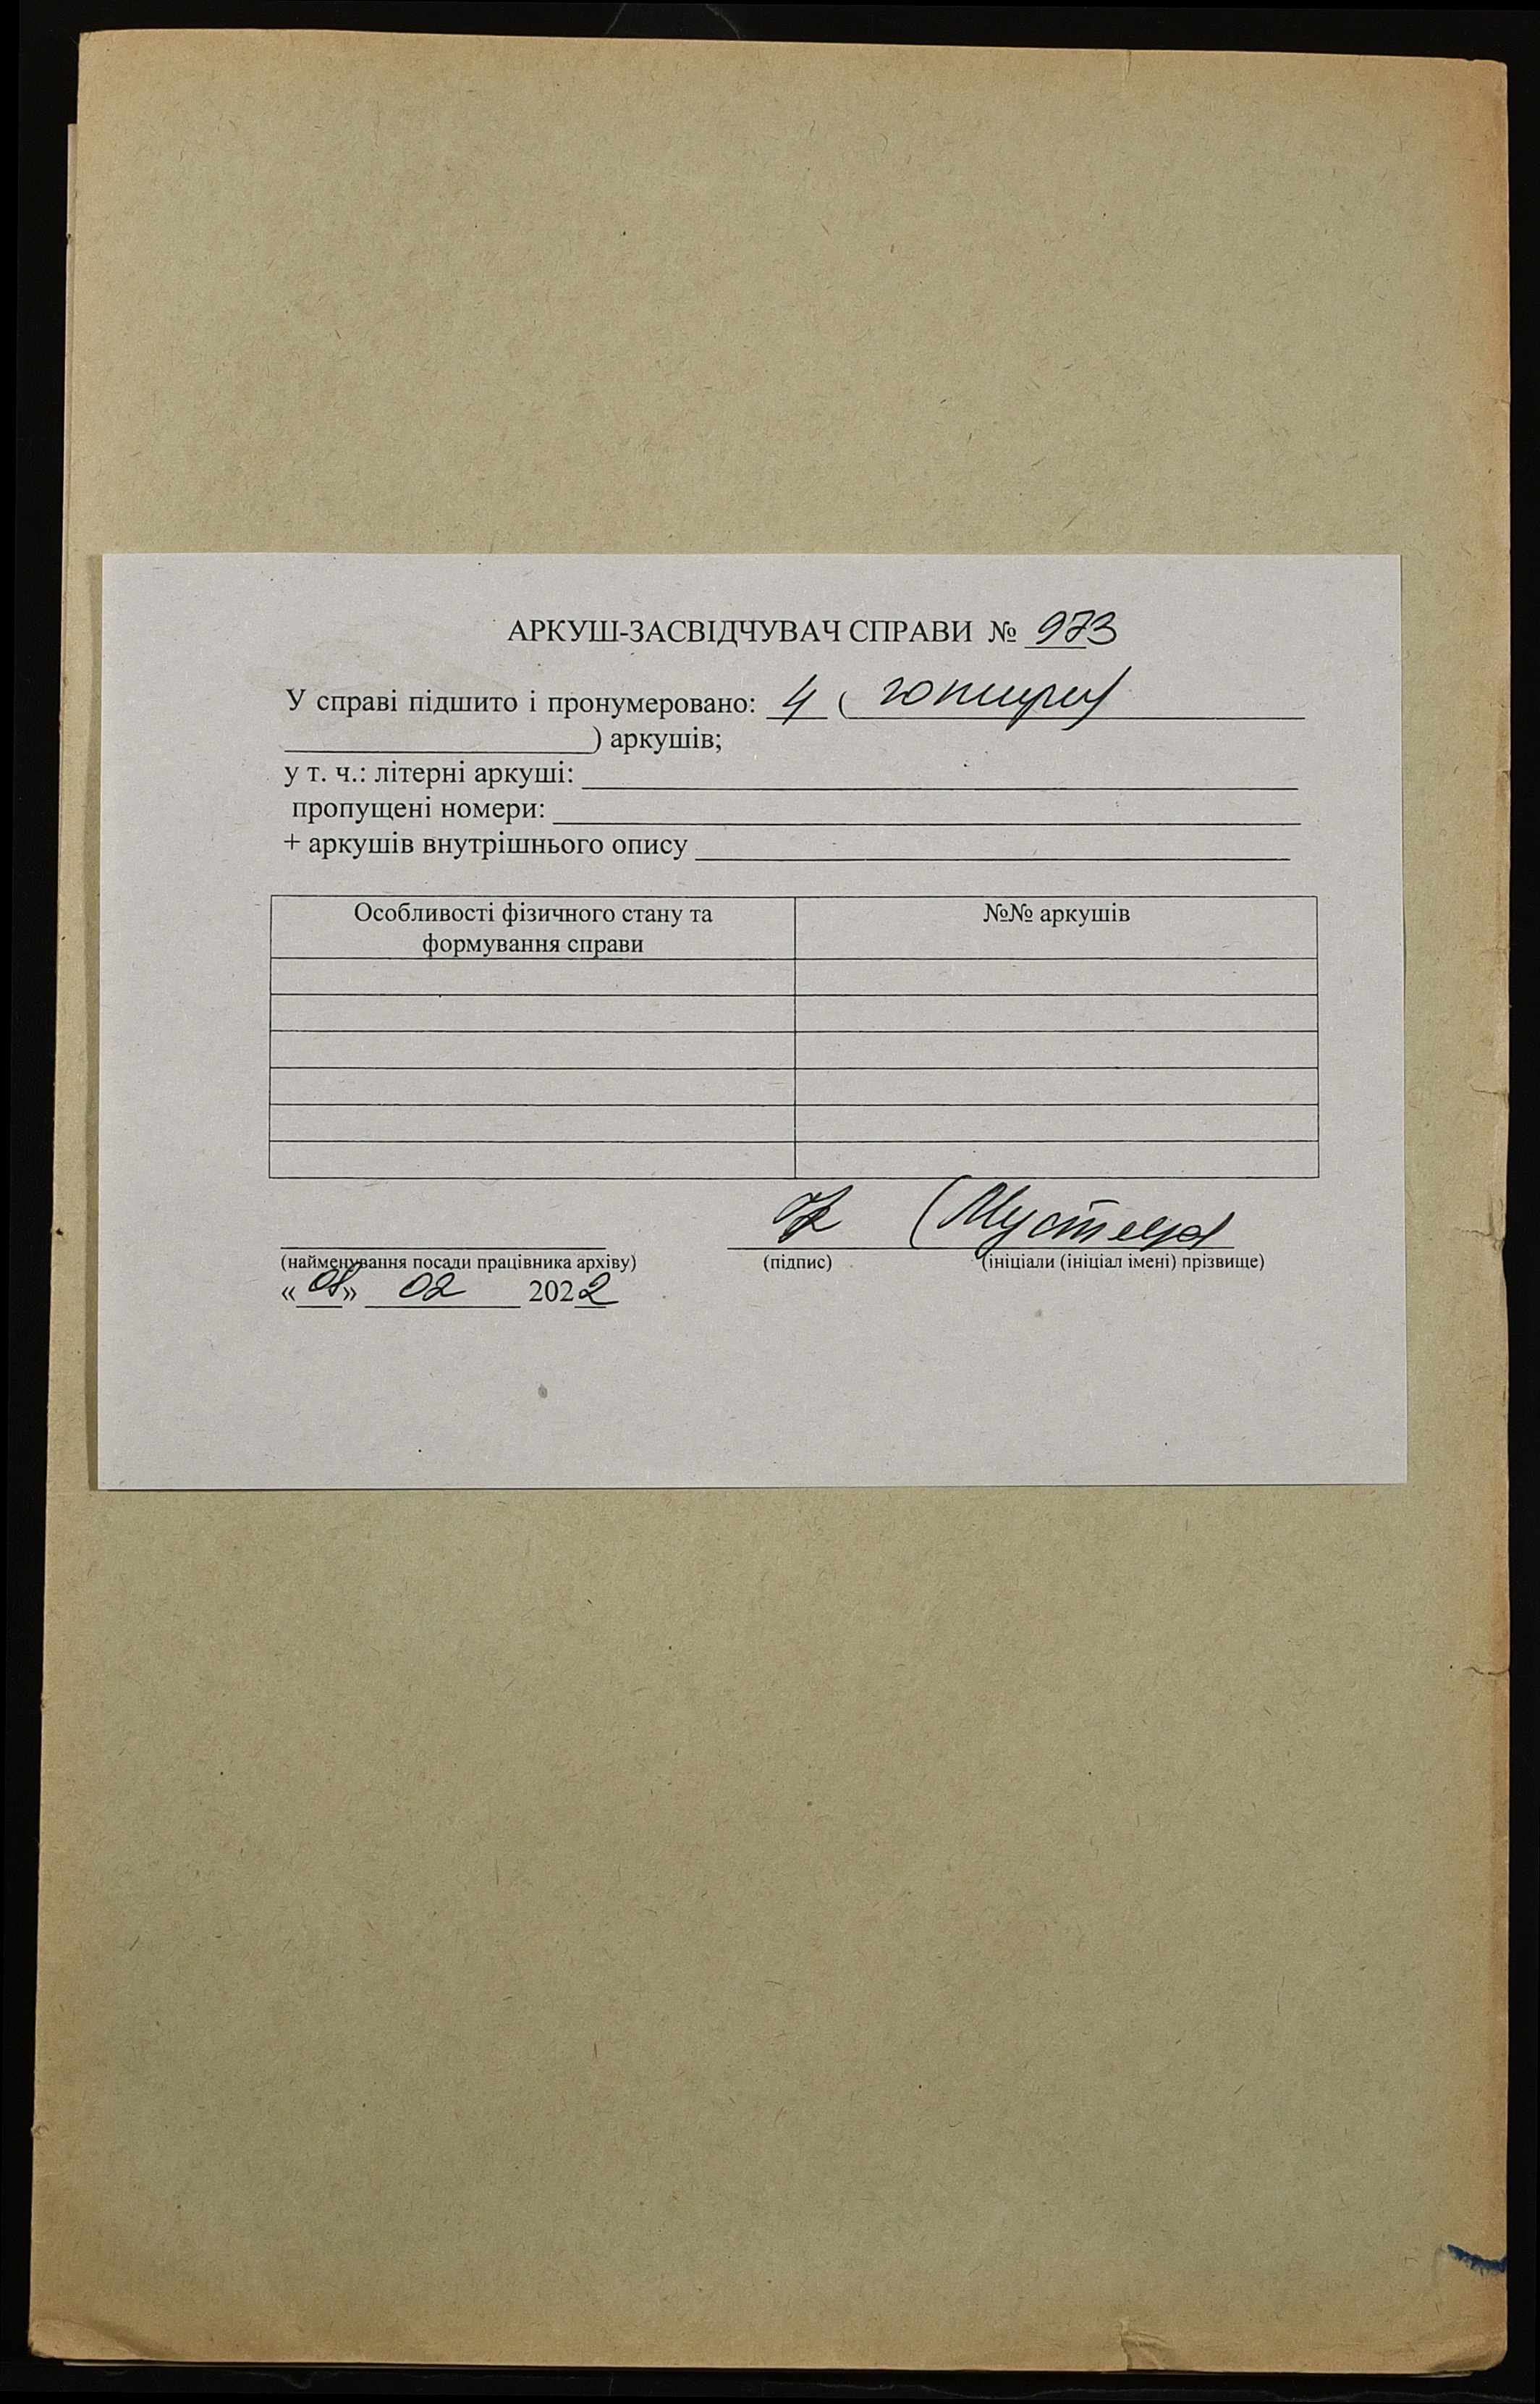 АРКУШ-ЗАСВІДЧУВАЧ СПРАВИ № 973
У справі підшито і пронумеровано: 4 ( чотири
) аркушів;
у т. ч.: літерні аркуші:
пропущені номери:
+ аркушів внутрішнього опису
Особливості фізичного стану та
формування справи
№№ аркушів
(Мустеца)
(найменування посади працівника архіву) (підпис) (ініціали (ініціал імені) прізвище)
«08» 02 2022